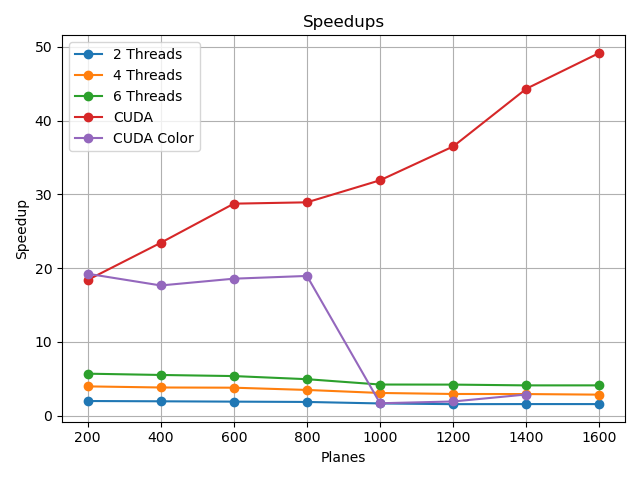 Speedups
2 Threads
4 Threads
6 Threads
CUDA
CUDA Color
50
40
30
20
10
0
Speedup
200 400 600 800 1000 1200 1400 1600
Planes